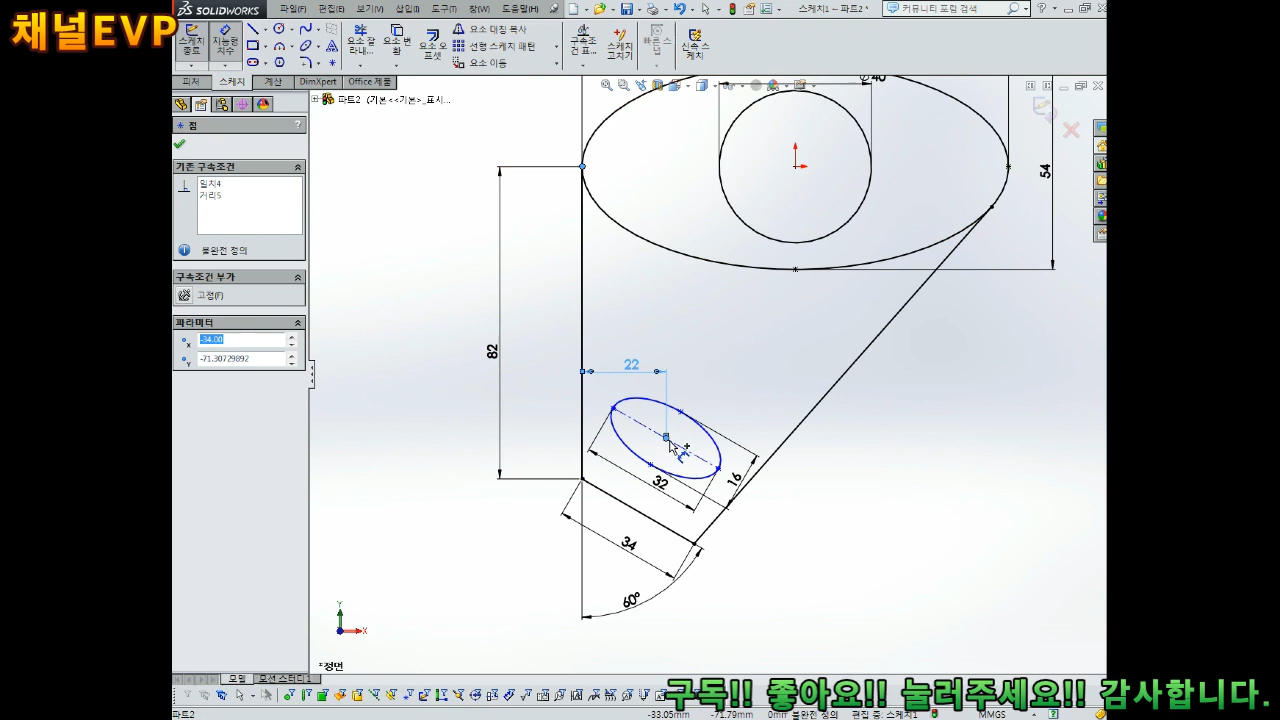 채널EVP
SOLIDWORKS
파일(F) 편집(E) 보기(V) 삽입(I) 도구(T) 창(W) 도움말(H)
스케치1 – 파트2 *
커뮤니티 포럼 검색
스케치 종료
지능형 치수
요소 잘라내...
요소 변환
요소 오프셋
요소 대칭 복사
선형 스케치 패턴
요소 이동
구속조건 표...
스케치 고치기
빠른 스냅
신속 스케치
피처 스케치 계산 DimXpert Office 제품
점
파트2 (기본<<기본>_표시...
기존 구속조건
일치4
거리5
불완전 정의
구속조건 부가
고정(F)
파라미터
-34.00
-71.30729892
Ø40
54
82
22
32
16
34
60°
Y
X
*정면
모델 모션 스터디 1
구독!! 좋아요!! 눌러주세요!! 감사합니다.
파트2
-33.05mm -71.79mm 0mm 불완전 정의 편집 중: 스케치1
MMGS